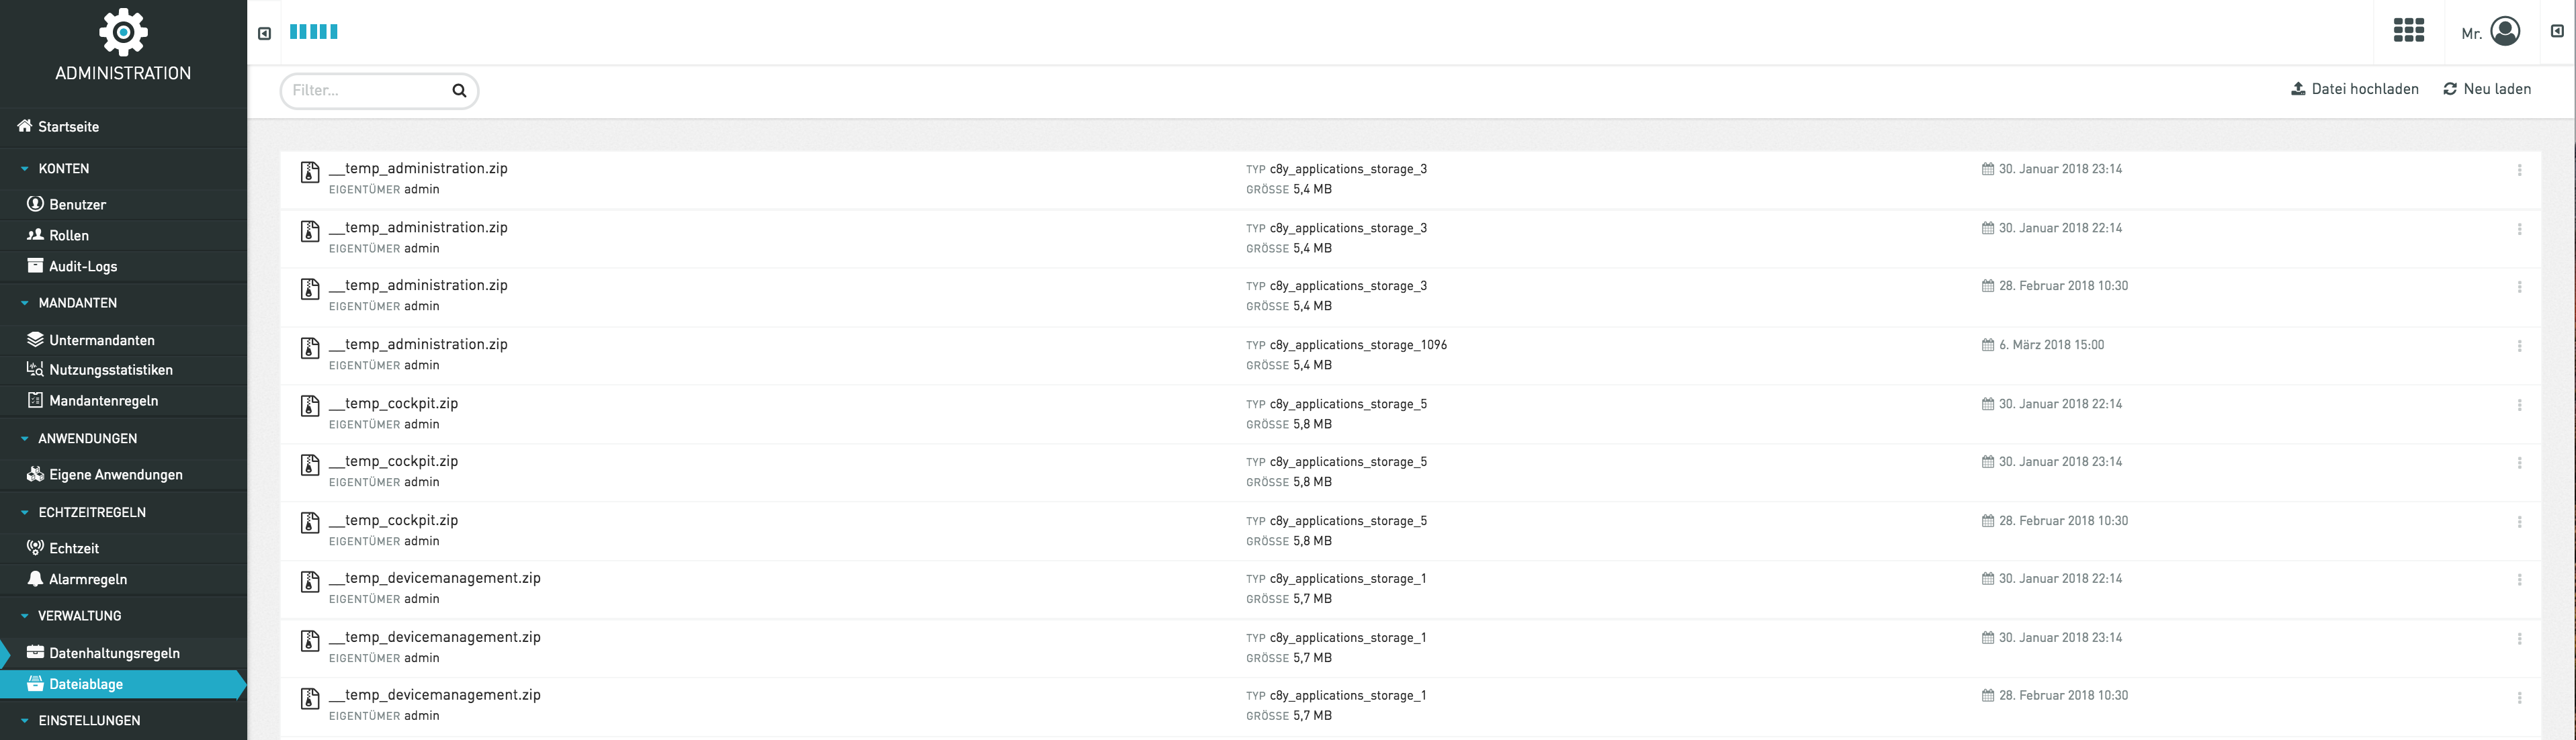 ADMINISTRATION
Startseite
KONTEN
Benutzer
Rollen
Audit-Logs
MANDANTEN
Untermandanten
Nutzungsstatistiken
Mandantenregeln
ANWENDUNGEN
Eigene Anwendungen
ECHTZEITREGELN
Echtzeit
Alarmregeln
VERWALTUNG
Datenhaltungsregeln
Dateiablage
EINSTELLUNGEN
Mr.
Filter...
Datei hochladen
Neu laden
__temp_administration.zip TYP c8y_applications_storage_3 30. Januar 2018 23:14
EIGENTÜMER admin GRÖSSE 5,4 MB
__temp_administration.zip TYP c8y_applications_storage_3 30. Januar 2018 22:14
EIGENTÜMER admin GRÖSSE 5,4 MB
__temp_administration.zip TYP c8y_applications_storage_3 28. Februar 2018 10:30
EIGENTÜMER admin GRÖSSE 5,4 MB
__temp_administration.zip TYP c8y_applications_storage_1096 6. März 2018 15:00
EIGENTÜMER admin GRÖSSE 5,4 MB
__temp_cockpit.zip TYP c8y_applications_storage_5 30. Januar 2018 22:14
EIGENTÜMER admin GRÖSSE 5,8 MB
__temp_cockpit.zip TYP c8y_applications_storage_5 30. Januar 2018 23:14
EIGENTÜMER admin GRÖSSE 5,8 MB
__temp_cockpit.zip TYP c8y_applications_storage_5 28. Februar 2018 10:30
EIGENTÜMER admin GRÖSSE 5,8 MB
__temp_devicemanagement.zip TYP c8y_applications_storage_1 30. Januar 2018 22:14
EIGENTÜMER admin GRÖSSE 5,7 MB
__temp_devicemanagement.zip TYP c8y_applications_storage_1 30. Januar 2018 23:14
EIGENTÜMER admin GRÖSSE 5,7 MB
__temp_devicemanagement.zip TYP c8y_applications_storage_1 28. Februar 2018 10:30
EIGENTÜMER admin GRÖSSE 5,7 MB